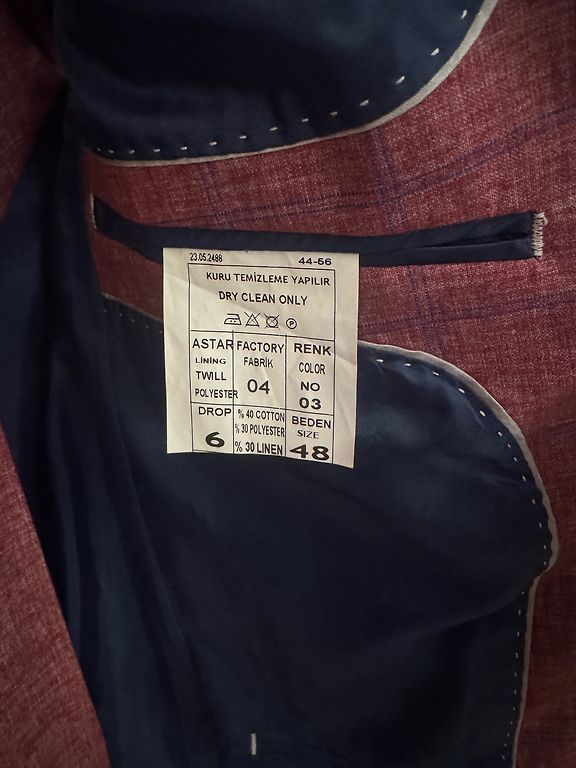 23.05.2488 44-56
KURU TEMİZLEME YAPILIR
DRY CLEAN ONLY
P
ASTAR FACTORY RENK
LINING FABRİK COLOR
TWILL 04 NO
POLYESTER 03
DROP % 40 COTTON BEDEN
% 30 POLYESTER SIZE
6 % 30 LINEN 48